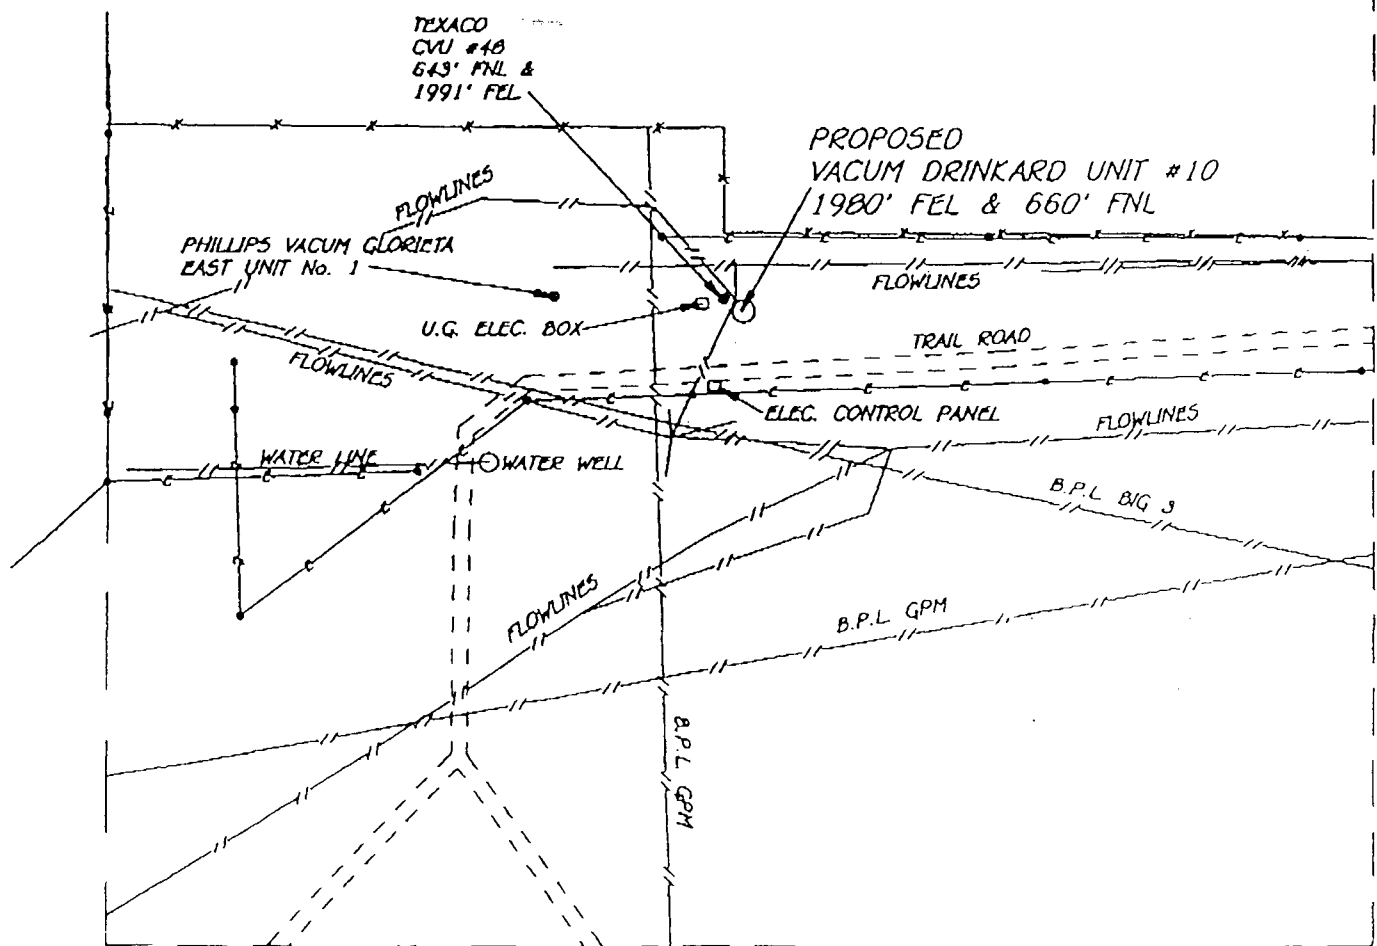 TEXACO
CVU #48
643' FNL &
1991' FEL
PROPOSED
VACUM DRINKARD UNIT #10
1980' FEL & 660' FNL
FLOWLINES
PHILLIPS VACUM GLORIETA
EAST UNIT No. 1
FLOWLINES
U.G. ELEC. BOX
TRAIL ROAD
FLOWLINES
ELEC. CONTROL PANEL
FLOWLINES
WATER LINE
WATER WELL
B.P.L BIG 3
FLOWLINES
B.P.L GPM
B.P.L GPM